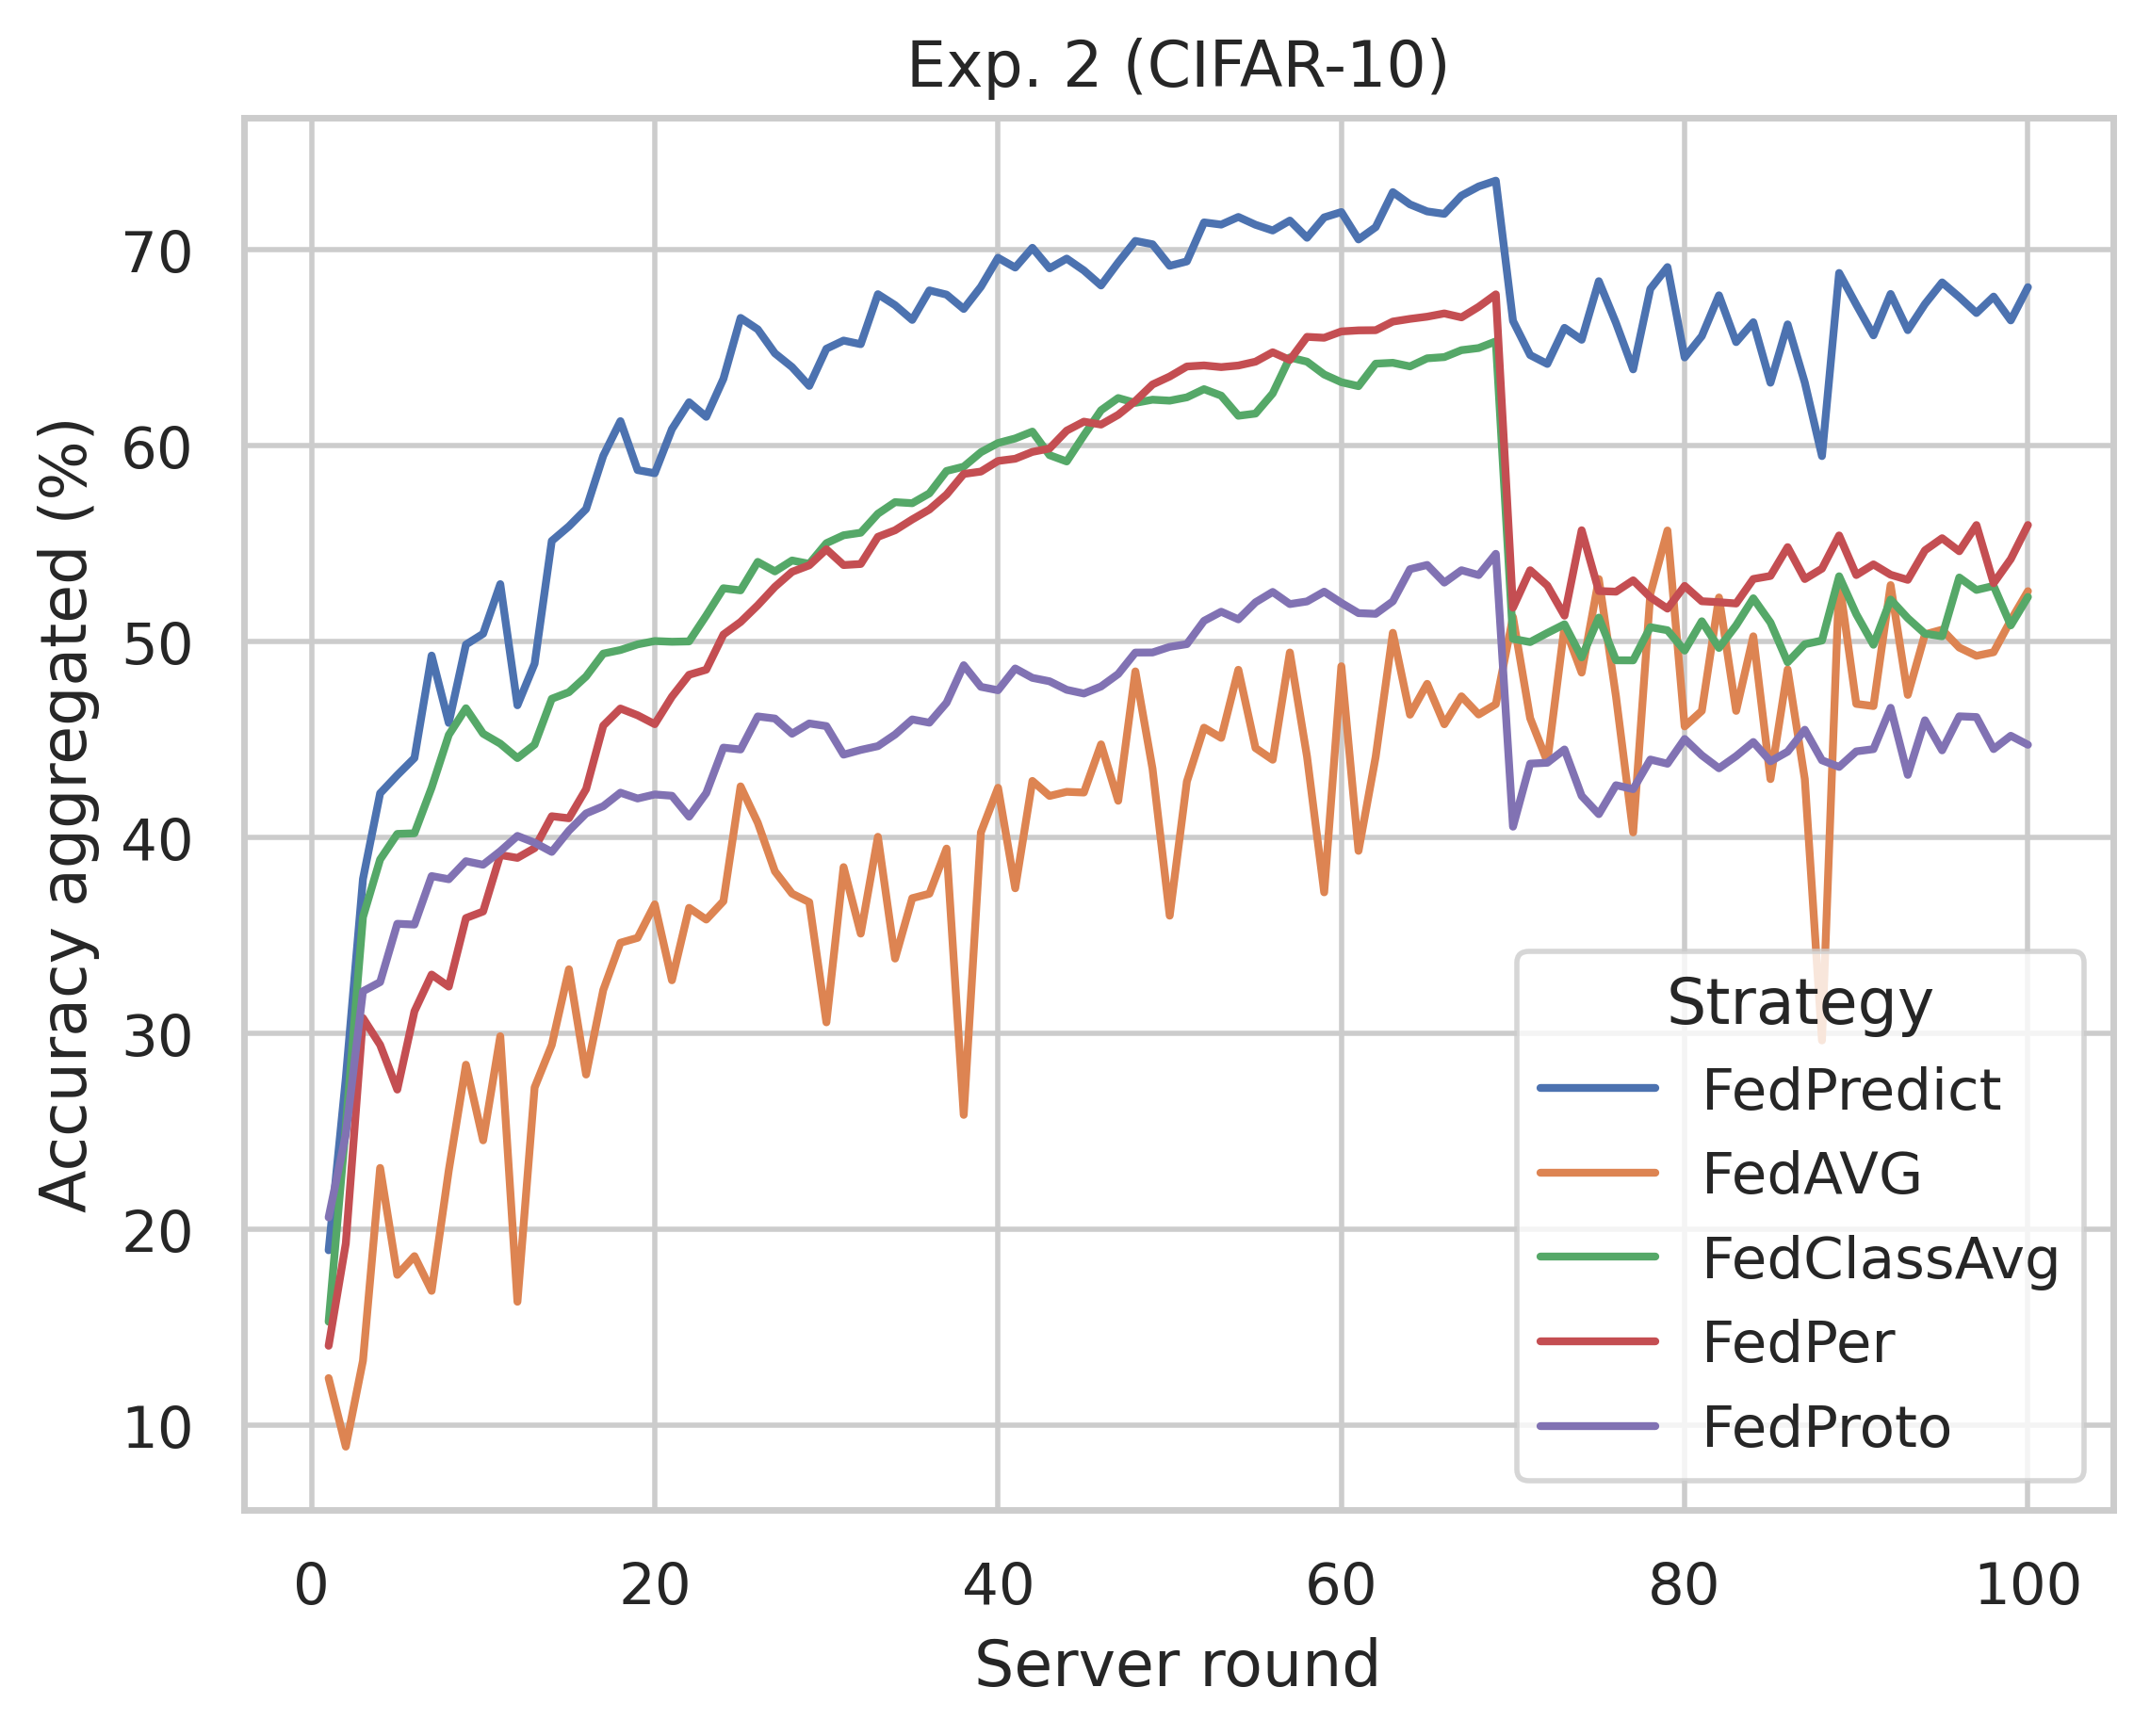 Exp. 2 (CIFAR-10)
Accuracy aggregated (%)
70
60
50
40
30
20
10
0 20 40 60 80 100
Server round
Strategy
FedPredict
FedAVG
FedClassAvg
FedPer
FedProto